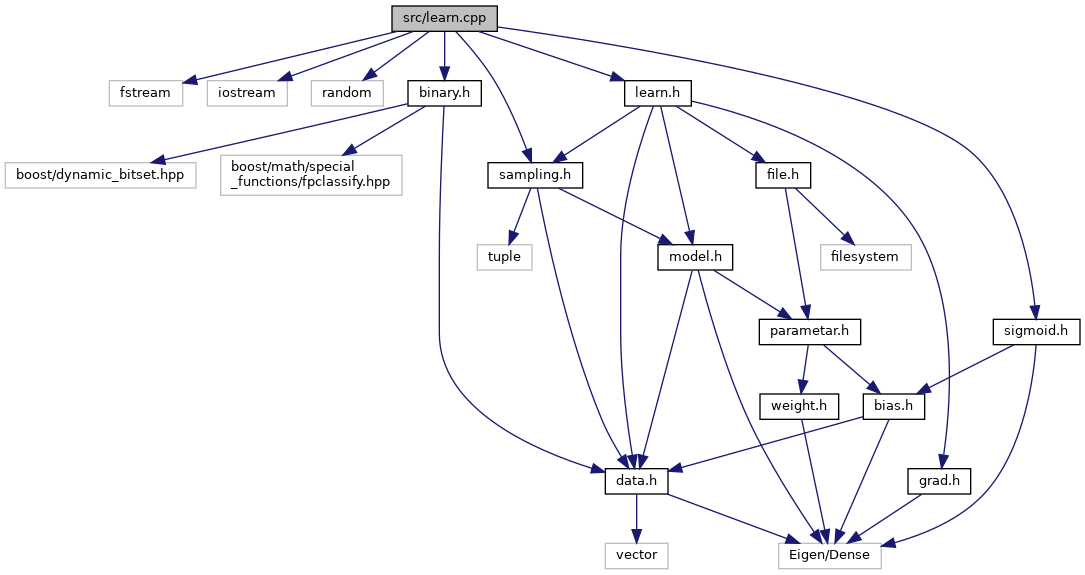 src/learn.cpp
fstream
iostream
random
binary.h
learn.h
boost/dynamic_bitset.hpp
boost/math/special
_functions/fpclassify.hpp
sampling.h
file.h
tuple
model.h
filesystem
parametar.h
sigmoid.h
weight.h
bias.h
data.h
grad.h
vector
Eigen/Dense